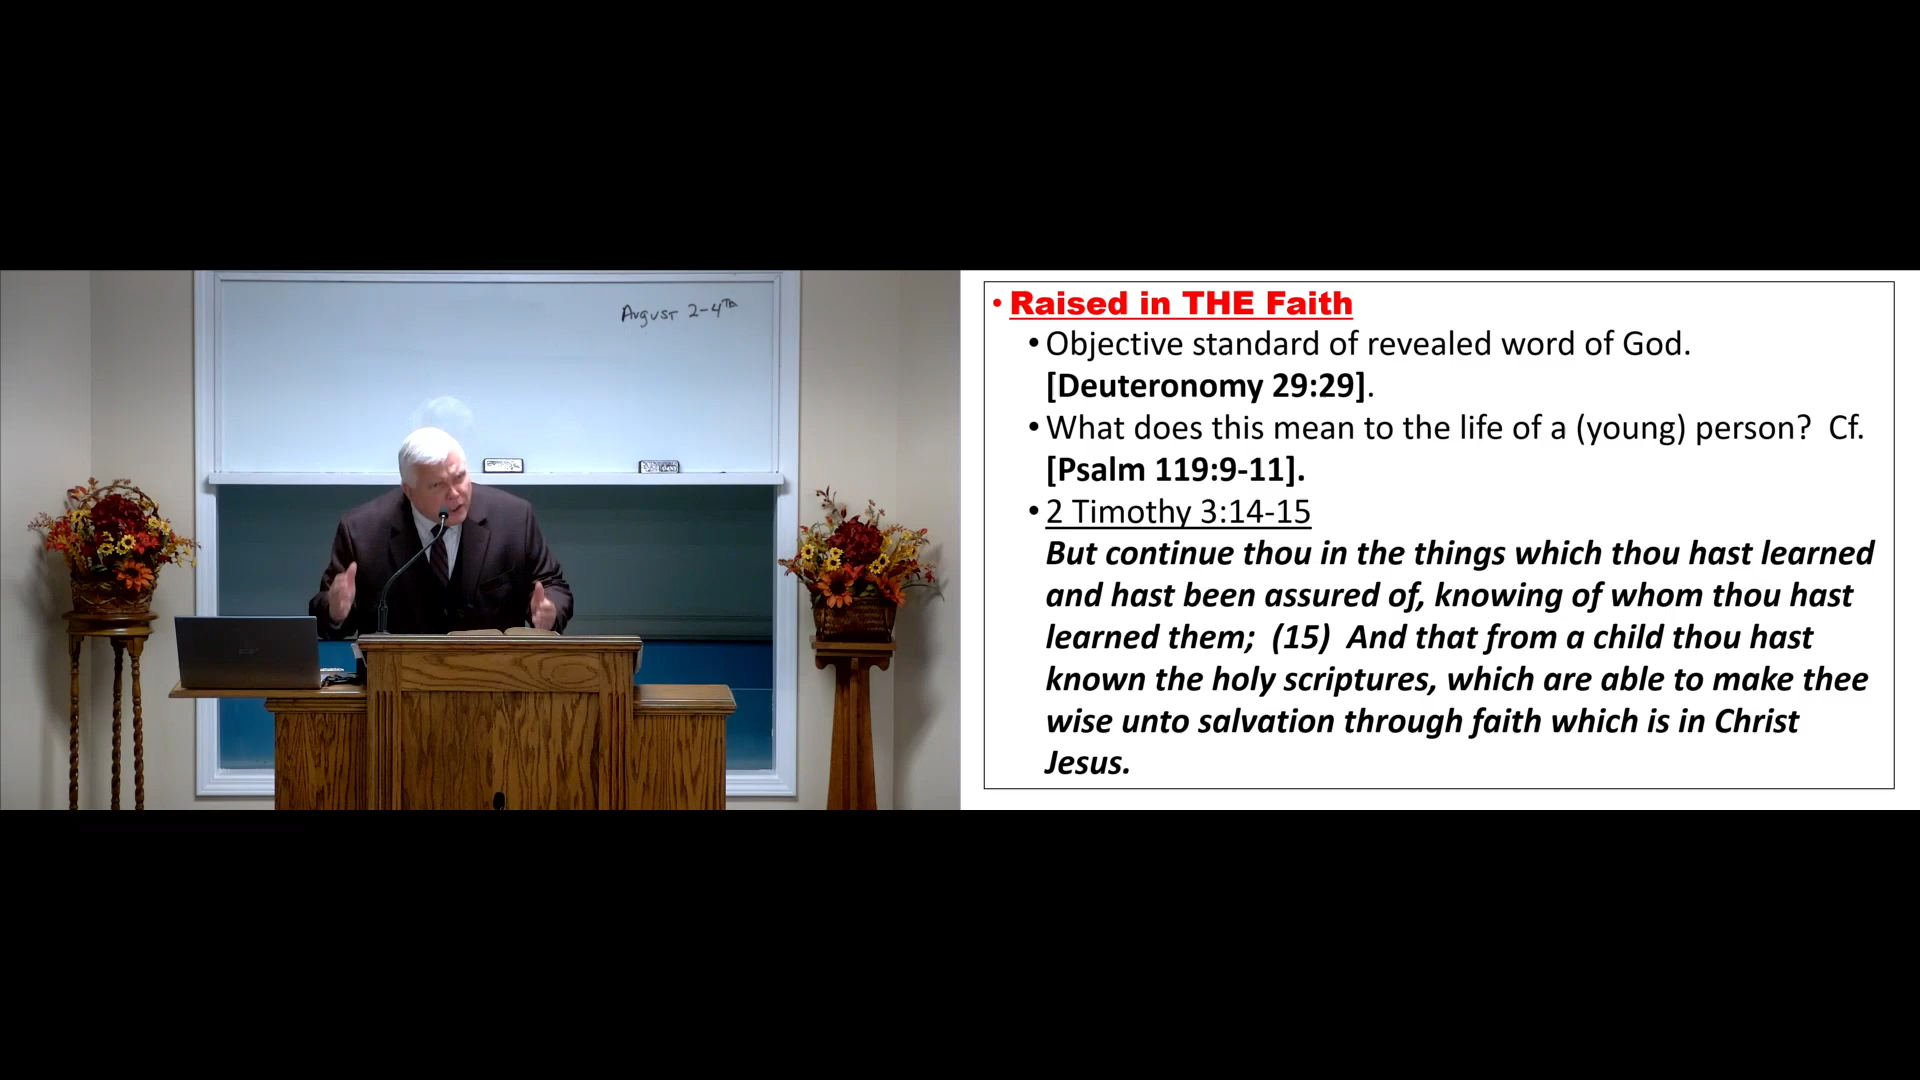 August 2-4th
• Raised in THE Faith
• Objective standard of revealed word of God.
[Deuteronomy 29:29].
• What does this mean to the life of a (young) person?  Cf.
[Psalm 119:9-11].
• 2 Timothy 3:14-15
But continue thou in the things which thou hast learned
and hast been assured of, knowing of whom thou hast
learned them;  (15)  And that from a child thou hast
known the holy scriptures, which are able to make thee
wise unto salvation through faith which is in Christ
Jesus.